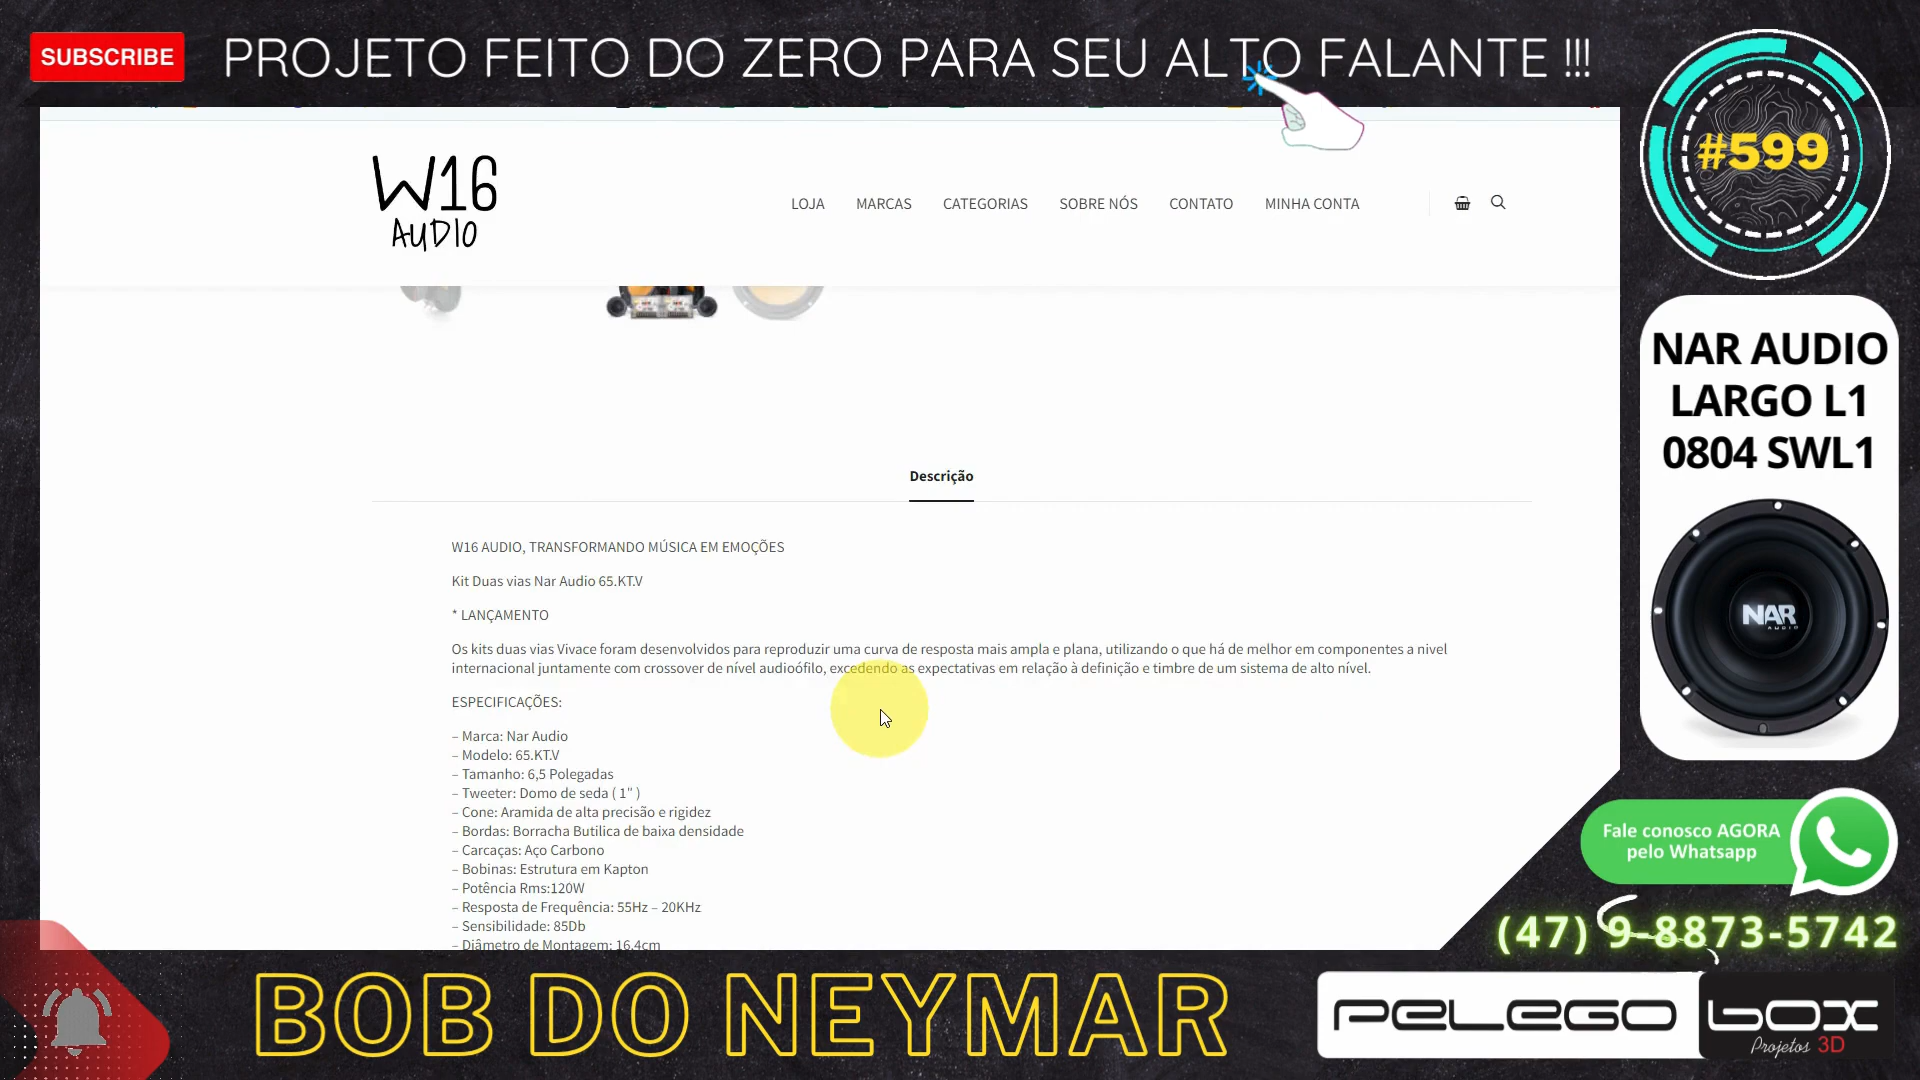 SUBSCRIBE
PROJETO FEITO DO ZERO PARA SEU ALTO FALANTE !!!
#599
W16
AUDIO
LOJA MARCAS CATEGORIAS SOBRE NÓS CONTATO MINHA CONTA
Descrição
W16 AUDIO, TRANSFORMANDO MÚSICA EM EMOÇÕES
Kit Duas vias Nar Audio 65.KT.V
* LANÇAMENTO
Os kits duas vias Vivace foram desenvolvidos para reproduzir uma curva de resposta mais ampla e plana, utilizando o que há de melhor em componentes a nivel
internacional juntamente com crossover de nível audioófilo, excedendo as expectativas em relação à definição e timbre de um sistema de alto nível.
ESPECIFICAÇÕES:
– Marca: Nar Audio
– Modelo: 65.KT.V
– Tamanho: 6,5 Polegadas
– Tweeter: Domo de seda ( 1" )
– Cone: Aramida de alta precisão e rigidez
– Bordas: Borracha Butilica de baixa densidade
– Carcaças: Aço Carbono
– Bobinas: Estrutura em Kapton
– Potência Rms:120W
– Resposta de Frequência: 55Hz – 20KHz
– Sensibilidade: 85Db
– Diâmetro de Montagem: 16,4cm
NAR AUDIO
LARGO L1
0804 SWL1
NAR
AUDIO
Fale conosco AGORA
pelo Whatsapp
(47) 9-8873-5742
BOB DO NEYMAR
PELEGO box
Projetos 3D